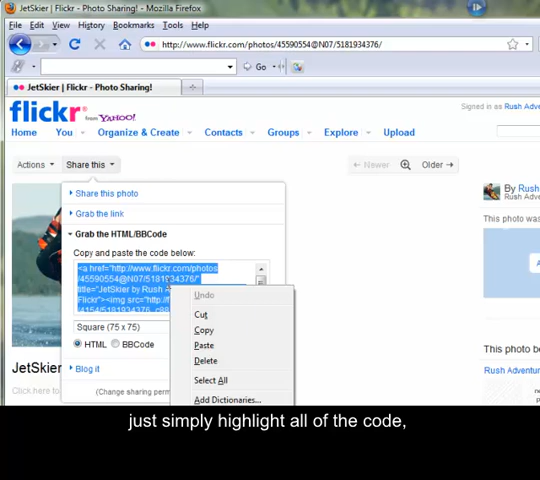 JetSkier | Flickr - Photo Sharing! - Mozilla Firefox
File Edit View History Bookmarks Tools Help
http://www.flickr.com/photos/45590554@N07/5181934376/
Go
JetSkier | Flickr - Photo Sharing!
flickr from YAHOO!
Signed in as Rush Adve
Home You Organize & Create Contacts Groups Explore Upload
Actions Share this Newer Older
Share this photo
By Rush
Rush Adven
Grab the link
This photo was
Grab the HTML/BBCode
Copy and paste the code below:
<a href="http://www.flickr.com/photos
/45590554@N07/5181934376/"
title="JetSkier by Rush
Flickr"><img src="http://f
/4154/5181934376_c88
Undo
Cut
Square (75 x 75)
Copy
HTML BBCode
Paste
This photo b
Delete
JetSkier
Blog it
Rush Adventur
Select All
Click here to
(Change sharing perm
Add Dictionaries...
just simply highlight all of the code,